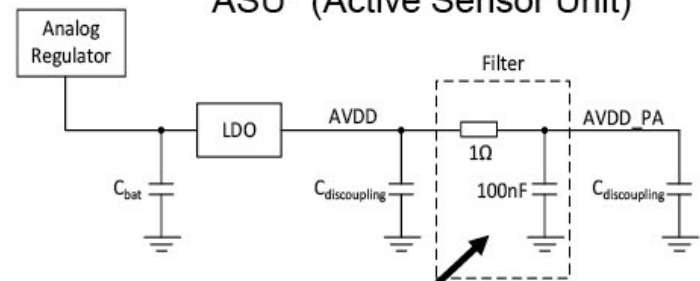 ASU (Active Sensor Unit)
Analog
Regulator
Filter
LDO
AVDD
AVDD_PA
1Ω
C_bat
C_discoupling
100nF
C_discoupling